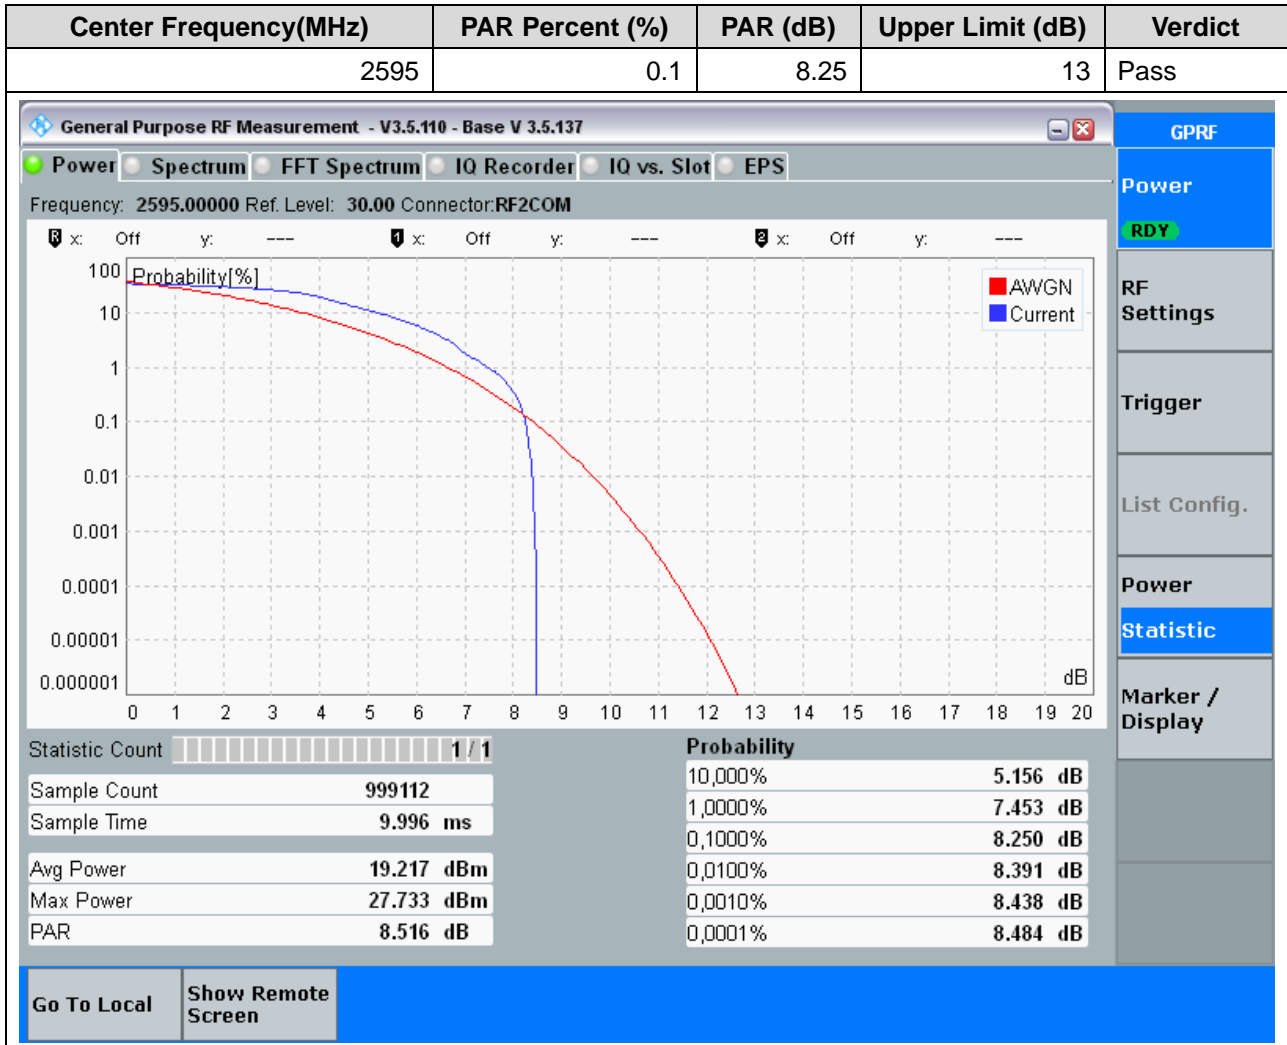 Center Frequency(MHz) PAR Percent (%) PAR (dB) Upper Limit (dB) Verdict
2595 0.1 8.25 13 Pass
General Purpose RF Measurement - V3.5.110 - Base V 3.5.137
GPRF
Power Spectrum FFT Spectrum IQ Recorder IQ vs. Slot EPS
Power
RDY
Frequency: 2595.00000 Ref. Level: 30.00 Connector:RF2COM
R x: Off y: --- 1 x: Off y: --- 2 x: Off y: ---
Probability[%]
AWGN
Current
100
10
1
0.1
0.01
0.001
0.0001
0.00001
0.000001
dB
0 1 2 3 4 5 6 7 8 9 10 11 12 13 14 15 16 17 18 19 20
RF
Settings
Trigger
List Config.
Power
Statistic
Marker /
Display
Statistic Count 1 / 1
Sample Count 999112
Sample Time 9.996 ms
Avg Power 19.217 dBm
Max Power 27.733 dBm
PAR 8.516 dB
Probability
10,000% 5.156 dB
1,0000% 7.453 dB
0,1000% 8.250 dB
0,0100% 8.391 dB
0,0010% 8.438 dB
0,0001% 8.484 dB
Go To Local
Show Remote
Screen